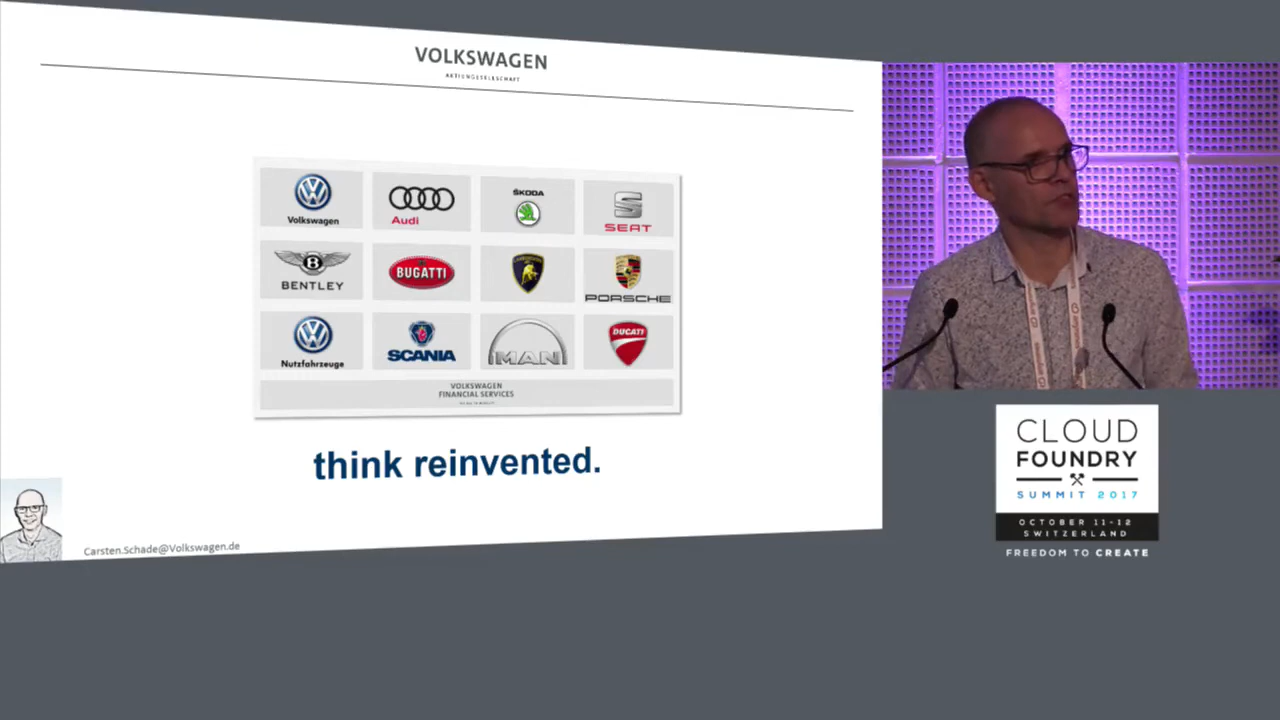 VOLKSWAGEN
AKTIENGESELLSCHAFT
Volkswagen
Audi
ŠKODA
SEAT
B
BENTLEY
BUGATTI
PORSCHE
Nutzfahrzeuge
SCANIA
MAN
DUCATI
VOLKSWAGEN
FINANCIAL SERVICES
think reinvented.
Carsten.Schade@Volkswagen.de
CLOUD
FOUNDRY
SUMMIT 2017
OCTOBER 11-12
SWITZERLAND
FREEDOM TO CREATE